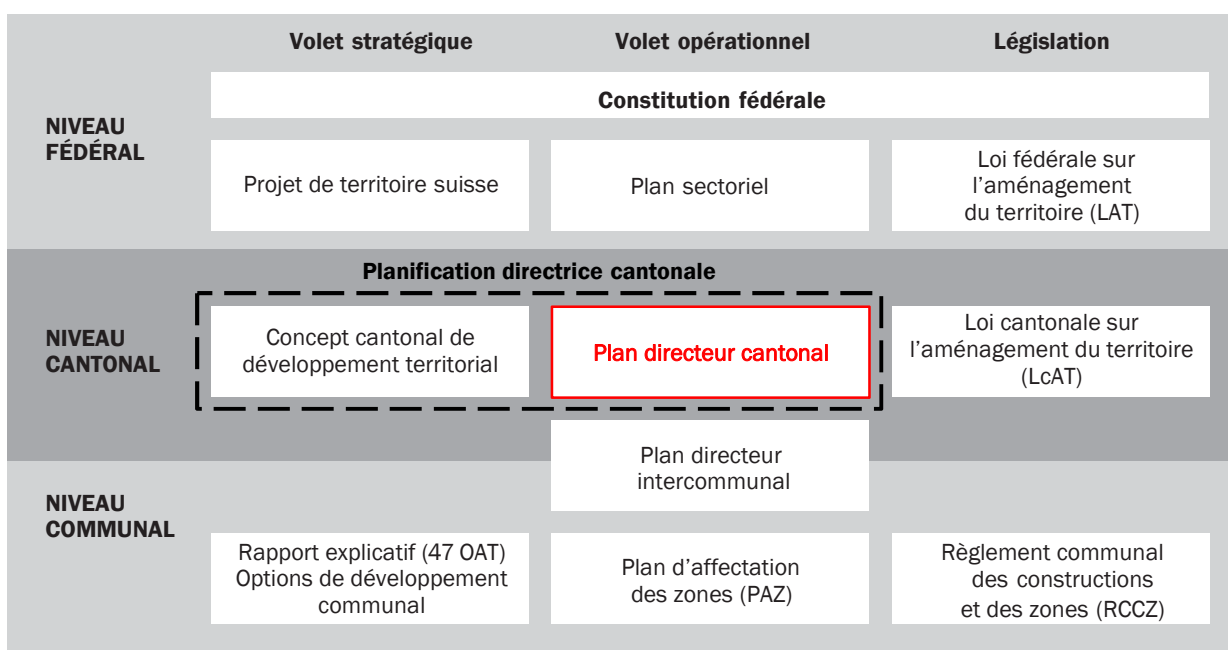 Volet stratégique
Volet opérationnel
Législation
Constitution fédérale
NIVEAU
FÉDÉRAL
Projet de territoire suisse
Plan sectoriel
Loi fédérale sur
l'aménagement
du territoire (LAT)
Planification directrice cantonale
NIVEAU
CANTONAL
Concept cantonal de
développement territorial
Plan directeur cantonal
Loi cantonale sur
l'aménagement du territoire
(LcAT)
Plan directeur
intercommunal
NIVEAU
COMMUNAL
Rapport explicatif (47 OAT)
Options de développement
communal
Plan d'affectation
des zones (PAZ)
Règlement communal
des constructions
et des zones (RCCZ)